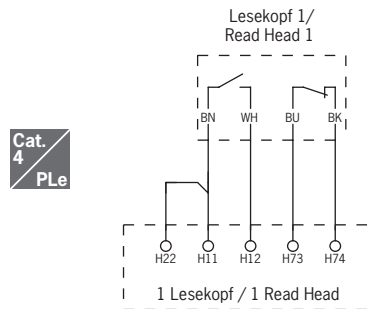 Lesekopf 1/
Read Head 1
BN WH BU BK
Cat.
4
PLe
H22 H11 H12 H73 H74
1 Lesekopf / 1 Read Head